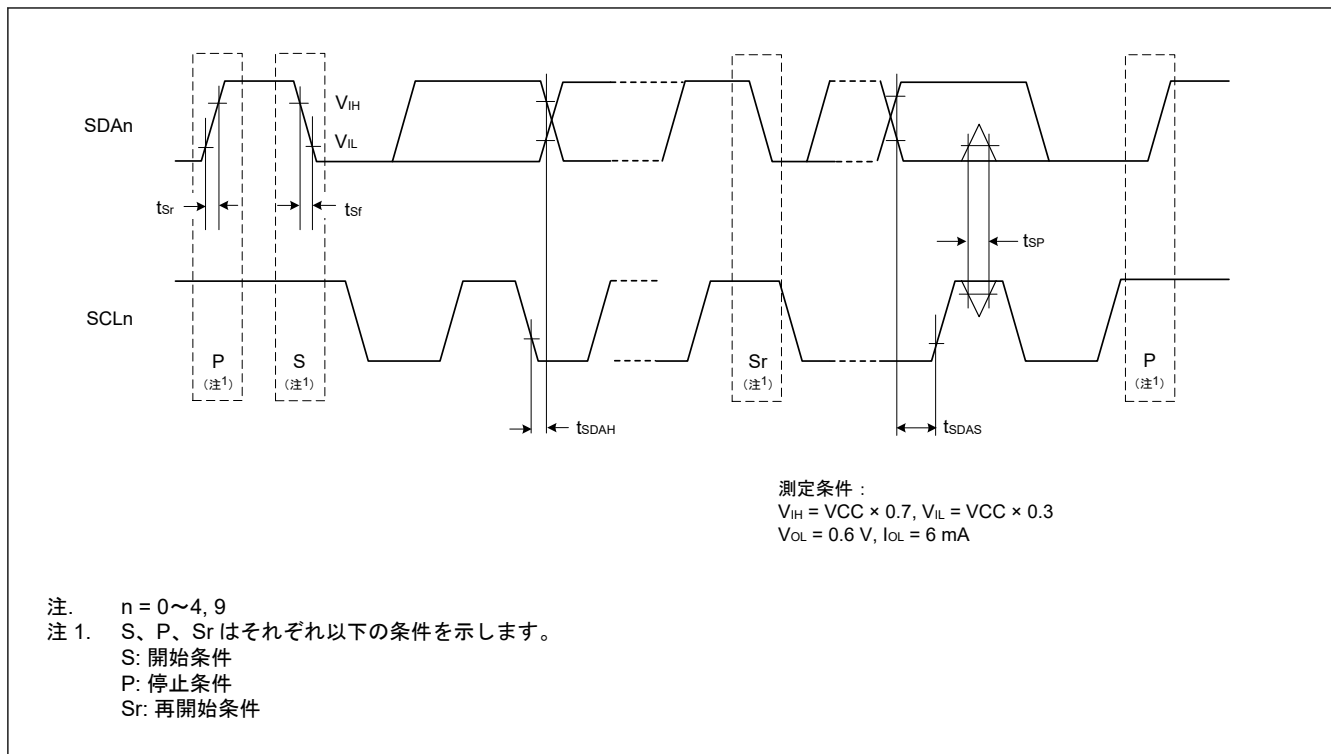 SDAn
VIH
VIL
tSr
tSf
tSP
SCLn
P
(注1)
S
(注1)
Sr
(注1)
P
(注1)
tSDAH
tSDAS
測定条件：
VIH = VCC × 0.7, VIL = VCC × 0.3
VOL = 0.6 V, IOL = 6 mA
注. n = 0～4, 9
注 1. S、P、Sr はそれぞれ以下の条件を示します。
S: 開始条件
P: 停止条件
Sr: 再開始条件